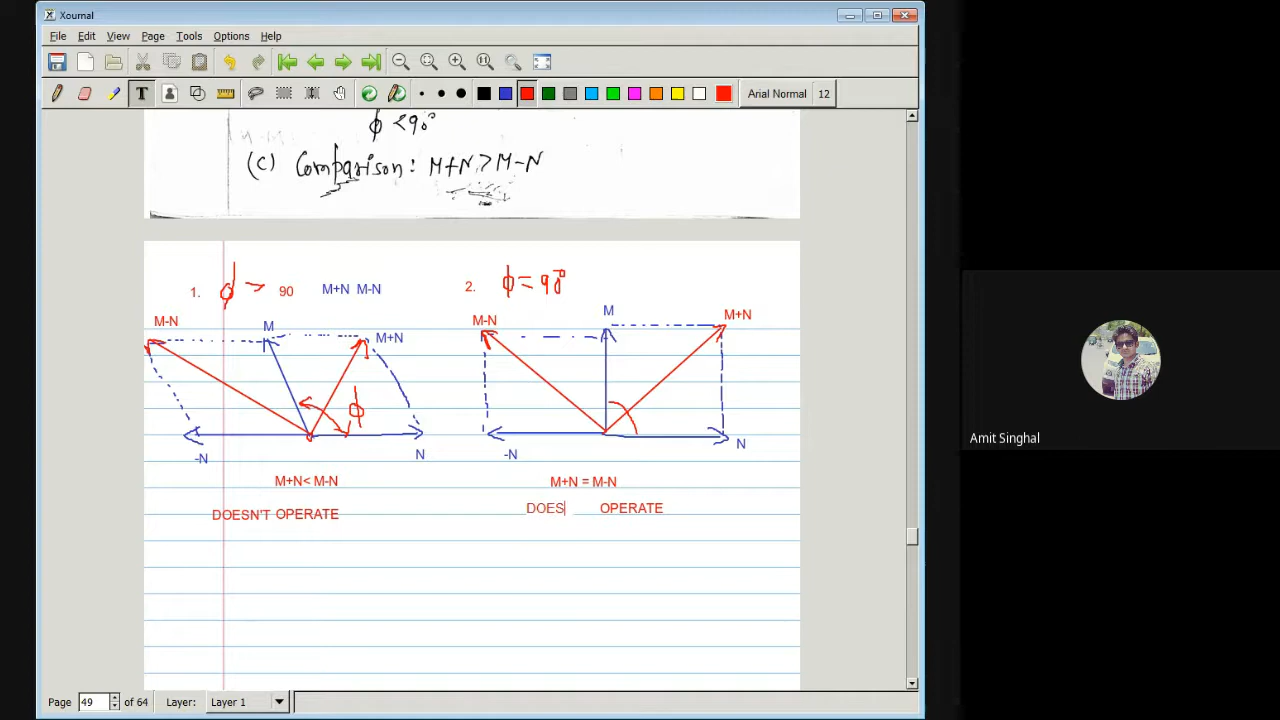 Xournal
File Edit View Page Tools Options Help
T Arial Normal 12
ϕ <90°
(C) Comparison: M+N > M-N
1. ϕ > 90 M+N M-N 2. ϕ = 90°
M-N M M+N
M-N M M+N
ϕ
-N N
-N N
M+N< M-N M+N = M-N
DOESN'T OPERATE DOES OPERATE
Amit Singhal
Page 49 of 64 Layer: Layer 1